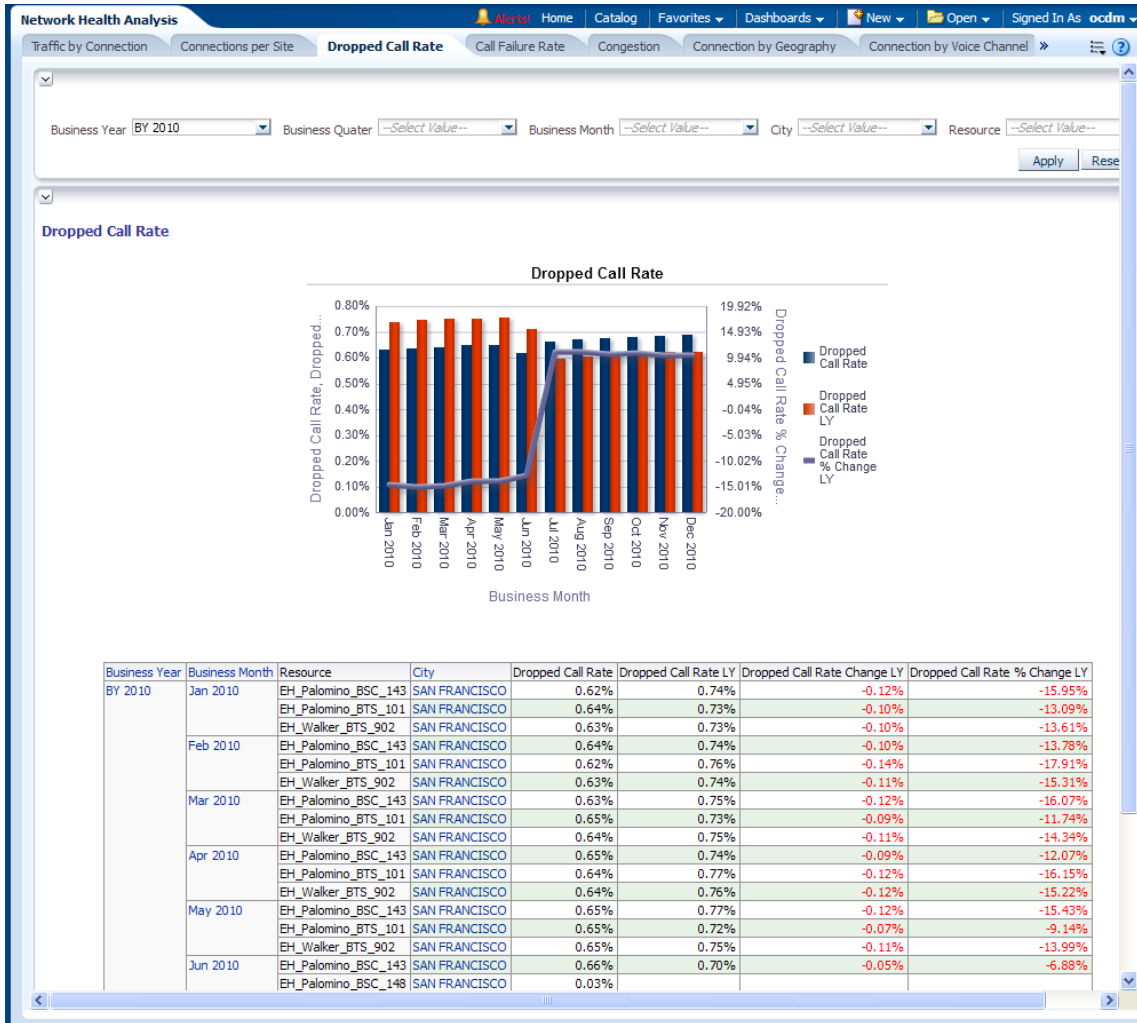 Network Health Analysis
Alerts! Home Catalog Favorites Dashboards New Open Signed In As ocdm
Traffic by Connection Connections per Site Dropped Call Rate Call Failure Rate Congestion Connection by Geography Connection by Voice Channel »
Business Year BY 2010 Business Quater --Select Value-- Business Month --Select Value-- City --Select Value-- Resource --Select Value--
Apply Rese
Dropped Call Rate
Dropped Call Rate
Dropped Call Rate, Dropped...
0.80%
0.70%
0.60%
0.50%
0.40%
0.30%
0.20%
0.10%
0.00%
19.92%
14.93%
9.94%
4.95%
-0.04%
-5.03%
-10.02%
-15.01%
-20.00%
Dropped Call Rate % Change...
Dropped
Call Rate
Dropped
Call Rate
LY
Dropped
Call Rate
% Change
LY
Jan 2010
Feb 2010
Mar 2010
Apr 2010
May 2010
Jun 2010
Jul 2010
Aug 2010
Sep 2010
Oct 2010
Nov 2010
Dec 2010
Business Month
Business Year Business Month Resource City Dropped Call Rate Dropped Call Rate LY Dropped Call Rate Change LY Dropped Call Rate % Change LY
BY 2010 Jan 2010 EH_Palomino_BSC_143 SAN FRANCISCO 0.62% 0.74% -0.12% -15.95%
EH_Palomino_BTS_101 SAN FRANCISCO 0.64% 0.73% -0.10% -13.09%
EH_Walker_BTS_902 SAN FRANCISCO 0.63% 0.73% -0.10% -13.61%
Feb 2010 EH_Palomino_BSC_143 SAN FRANCISCO 0.64% 0.74% -0.10% -13.78%
EH_Palomino_BTS_101 SAN FRANCISCO 0.62% 0.76% -0.14% -17.91%
EH_Walker_BTS_902 SAN FRANCISCO 0.63% 0.74% -0.11% -15.31%
Mar 2010 EH_Palomino_BSC_143 SAN FRANCISCO 0.63% 0.75% -0.12% -16.07%
EH_Palomino_BTS_101 SAN FRANCISCO 0.65% 0.73% -0.09% -11.74%
EH_Walker_BTS_902 SAN FRANCISCO 0.64% 0.75% -0.11% -14.34%
Apr 2010 EH_Palomino_BSC_143 SAN FRANCISCO 0.65% 0.74% -0.09% -12.07%
EH_Palomino_BTS_101 SAN FRANCISCO 0.64% 0.77% -0.12% -16.15%
EH_Walker_BTS_902 SAN FRANCISCO 0.64% 0.76% -0.12% -15.22%
May 2010 EH_Palomino_BSC_143 SAN FRANCISCO 0.65% 0.77% -0.12% -15.43%
EH_Palomino_BTS_101 SAN FRANCISCO 0.65% 0.72% -0.07% -9.14%
EH_Walker_BTS_902 SAN FRANCISCO 0.65% 0.75% -0.11% -13.99%
Jun 2010 EH_Palomino_BSC_143 SAN FRANCISCO 0.66% 0.70% -0.05% -6.88%
EH_Palomino_BSC_148 SAN FRANCISCO 0.03%